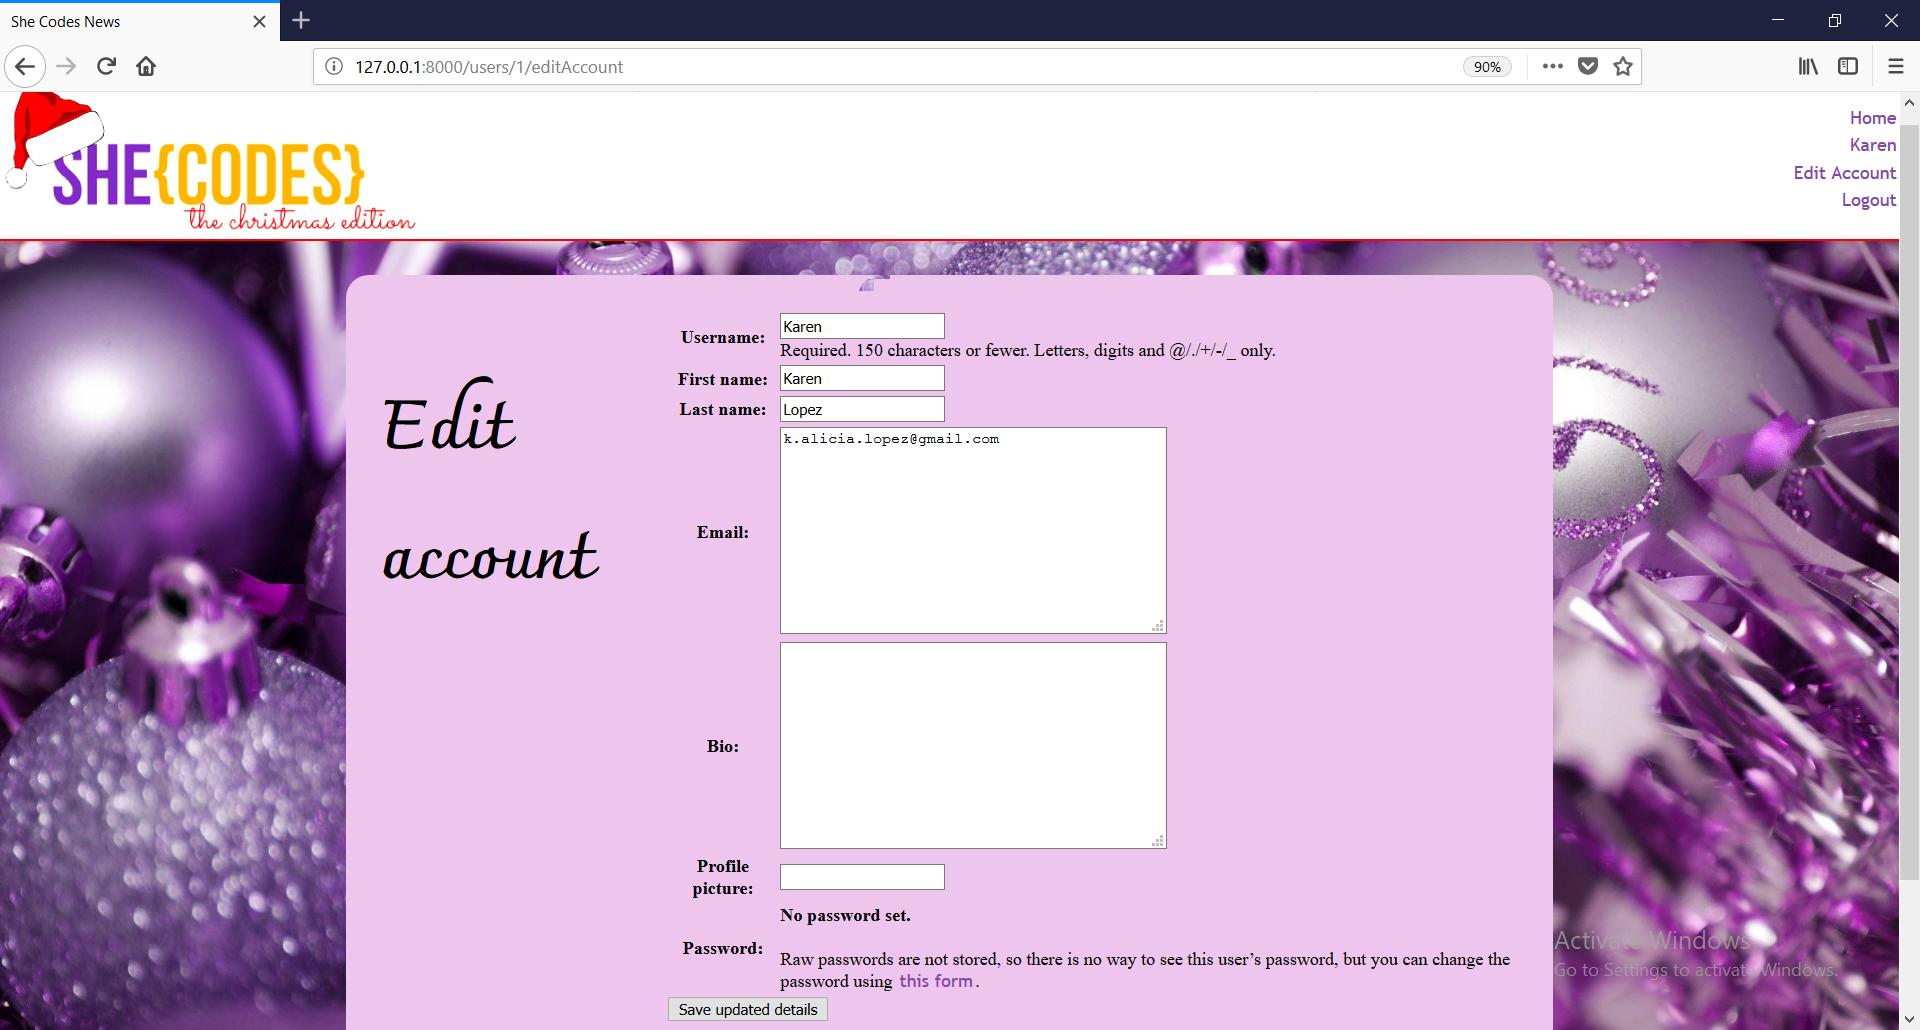 She Codes News
127.0.0.1:8000/users/1/editAccount
90%
SHE{CODES}
the christmas edition
Home
Karen
Edit Account
Logout
Edit
account
Username:
Karen
Required. 150 characters or fewer. Letters, digits and @/./+/-/_ only.
First name:
Karen
Last name:
Lopez
Email:
k.alicia.lopez@gmail.com
Bio:
Profile
picture:
No password set.
Password:
Raw passwords are not stored, so there is no way to see this user’s password, but you can change the
password using this form.
Save updated details
Activate Windows
Go to Settings to activate Windows.